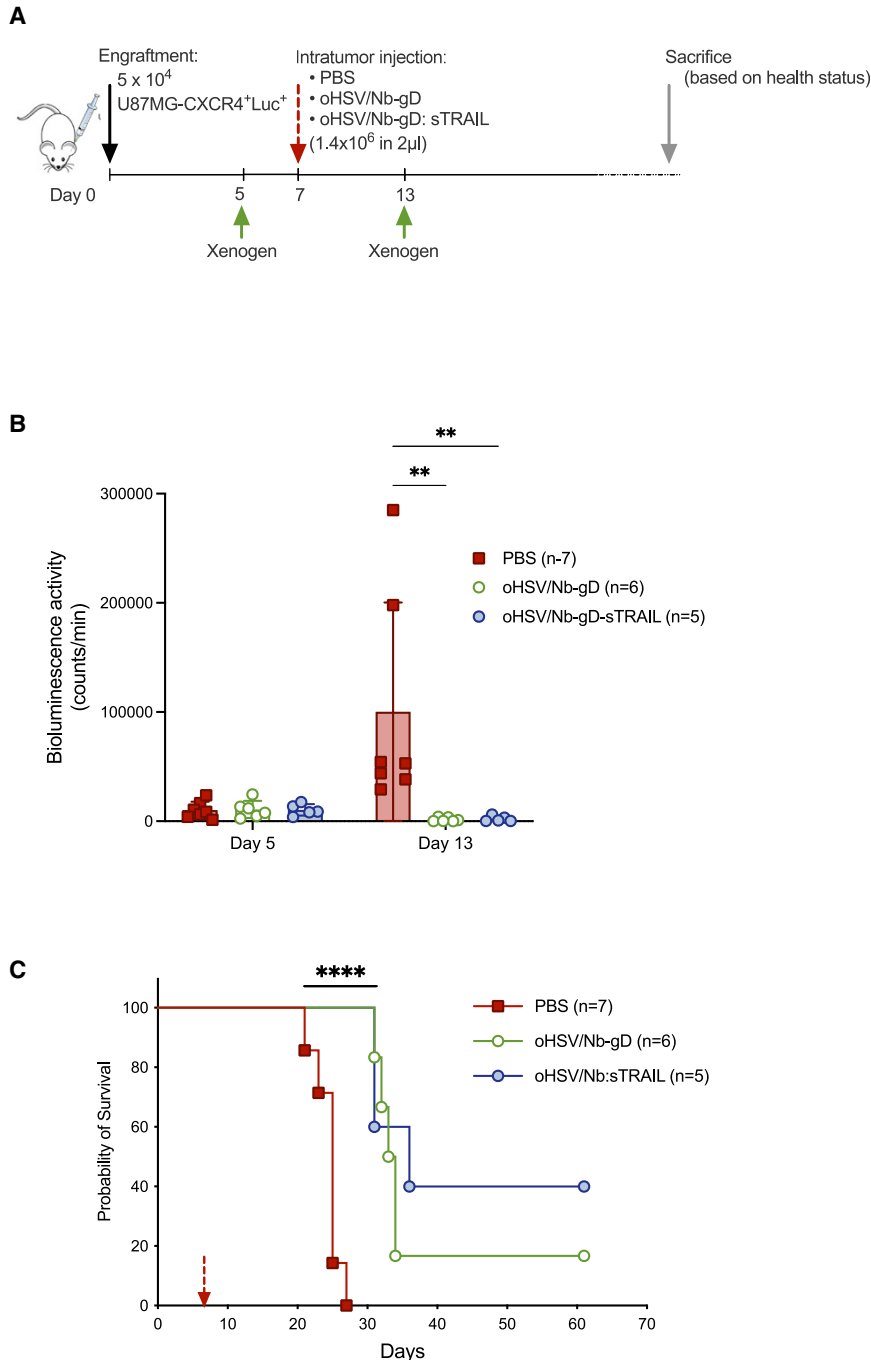 A
Engraftment:
5 x 10⁴
U87MG-CXCR4⁺Luc⁺
Intratumor injection:
• PBS
• oHSV/Nb-gD
• oHSV/Nb-gD: sTRAIL
(1.4x10⁶ in 2µl)
Sacrifice
(based on health status)
Day 0
5
7
13
Xenogen
Xenogen
B
**
**
300000
200000
100000
0
Bioluminescence activity
(counts/min)
PBS (n-7)
oHSV/Nb-gD (n=6)
oHSV/Nb-gD-sTRAIL (n=5)
Day 5
Day 13
C
****
100
80
60
40
20
0
Probability of Survival
PBS (n=7)
oHSV/Nb-gD (n=6)
oHSV/Nb:sTRAIL (n=5)
0
10
20
30
40
50
60
70
Days